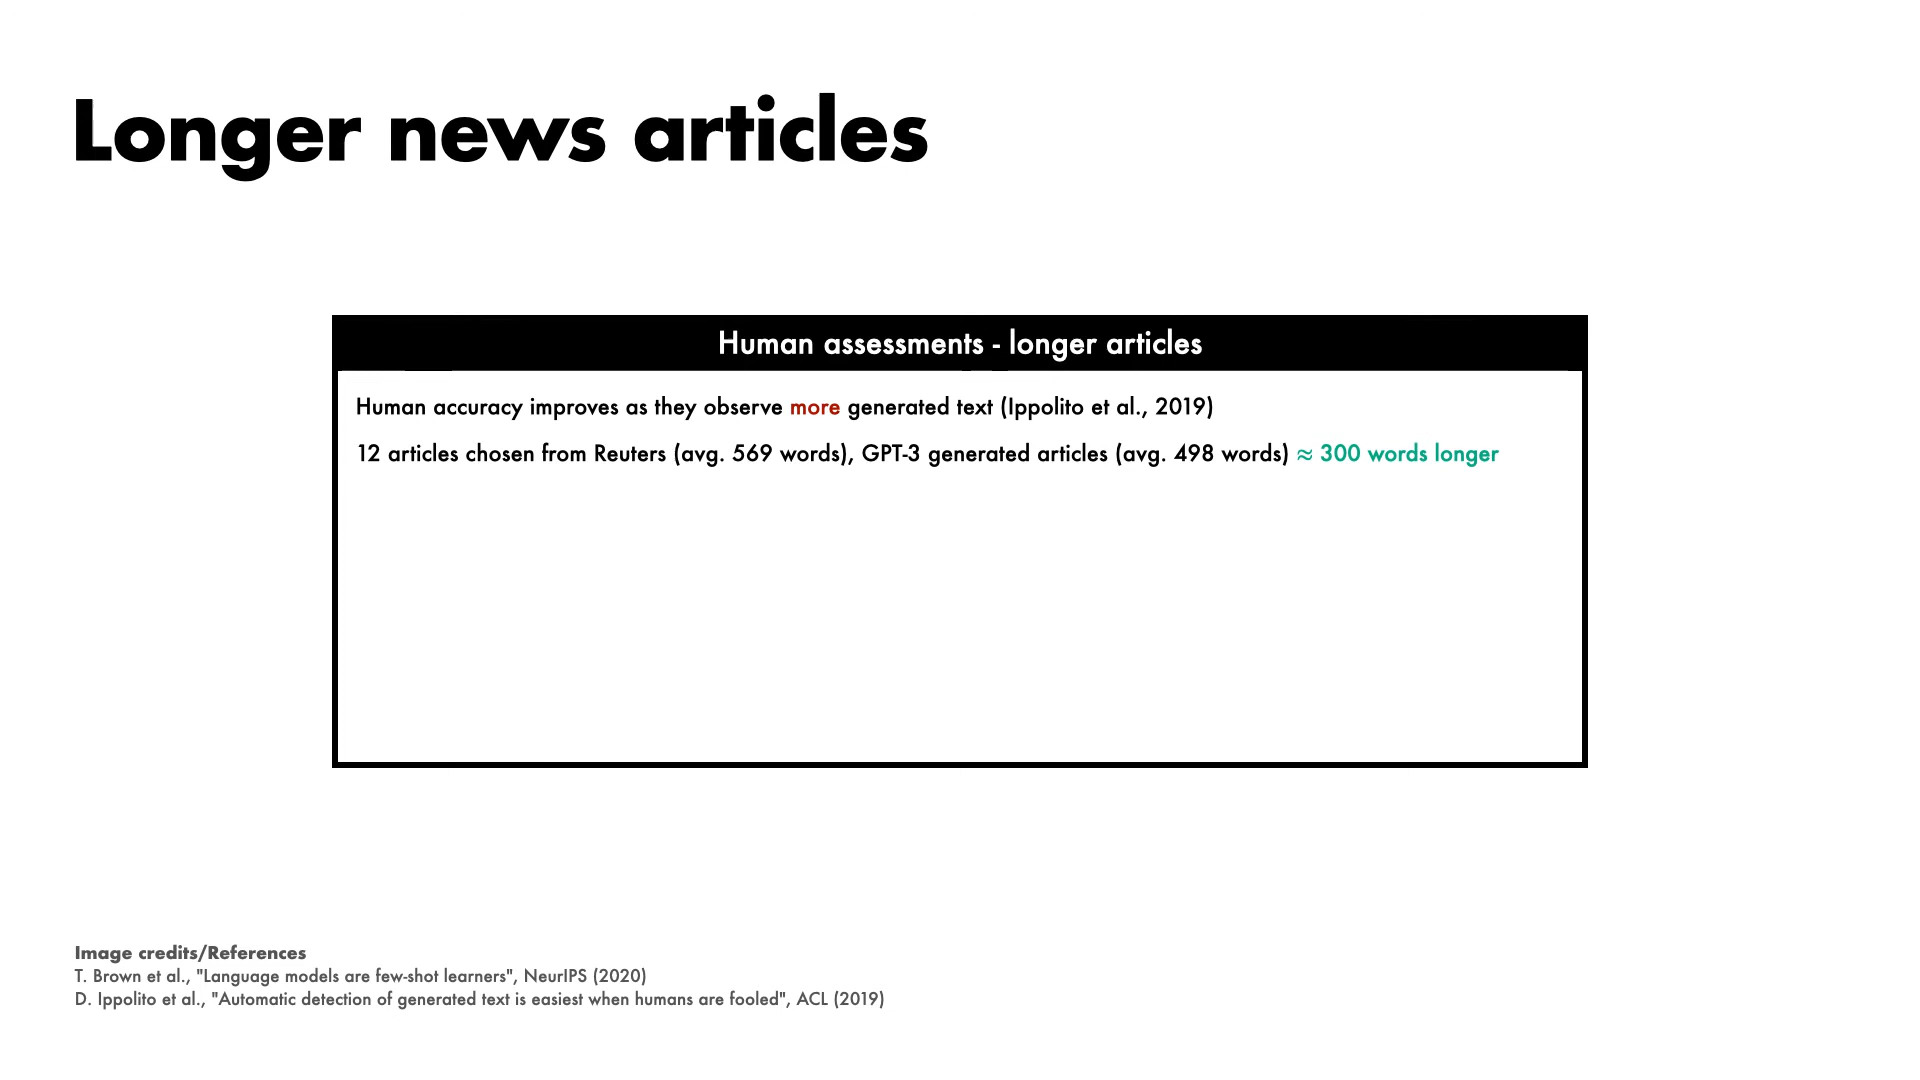 Longer news articles
Human assessments - longer articles
Human accuracy improves as they observe more generated text (Ippolito et al., 2019)
12 articles chosen from Reuters (avg. 569 words), GPT-3 generated articles (avg. 498 words) ≈ 300 words longer
Image credits/References
T. Brown et al., "Language models are few-shot learners", NeurIPS (2020)
D. Ippolito et al., "Automatic detection of generated text is easiest when humans are fooled", ACL (2019)